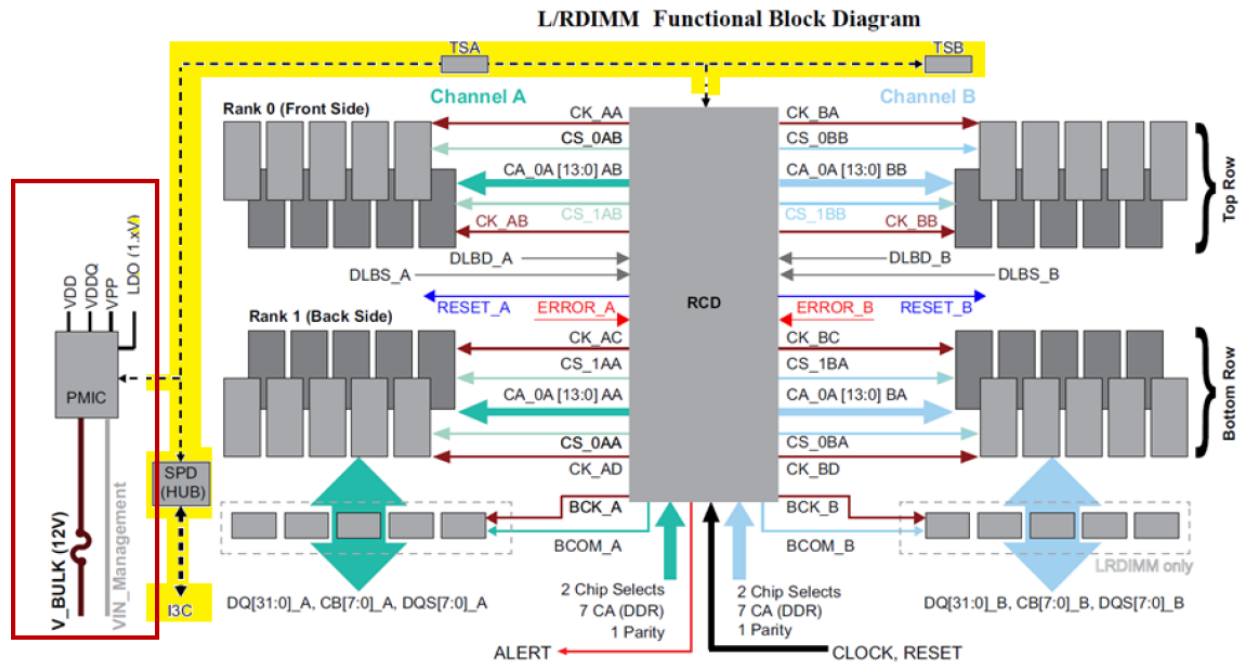 L/RDIMM Functional Block Diagram
TSA
TSB
Channel A
Channel B
Rank 0 (Front Side)
CK_AA
CS_0AB
CA_0A [13:0] AB
CS_1AB
CK_AB
DLBD_A
DLBS_A
RESET_A
ERROR_A
Rank 1 (Back Side)
CK_AC
CS_1AA
CA_0A [13:0] AA
CS_0AA
CK_AD
BCK_A
BCOM_A
RCD
CK_BA
CS_0BB
CA_0A [13:0] BB
CS_1BB
CK_BB
DLBD_B
DLBS_B
ERROR_B
RESET_B
CK_BC
CS_1BA
CA_0A [13:0] BA
CS_0BA
CK_BD
BCK_B
BCOM_B
Top Row
Bottom Row
LRDIMM only
VDD
VDDQ
VPP
LDO (1.xV)
PMIC
SPD
(HUB)
V_BULK (12V)
VIN_Management
I3C
DQ[31:0]_A, CB[7:0]_A, DQS[7:0]_A
2 Chip Selects
7 CA (DDR)
1 Parity
2 Chip Selects
7 CA (DDR)
1 Parity
DQ[31:0]_B, CB[7:0]_B, DQS[7:0]_B
ALERT
CLOCK, RESET